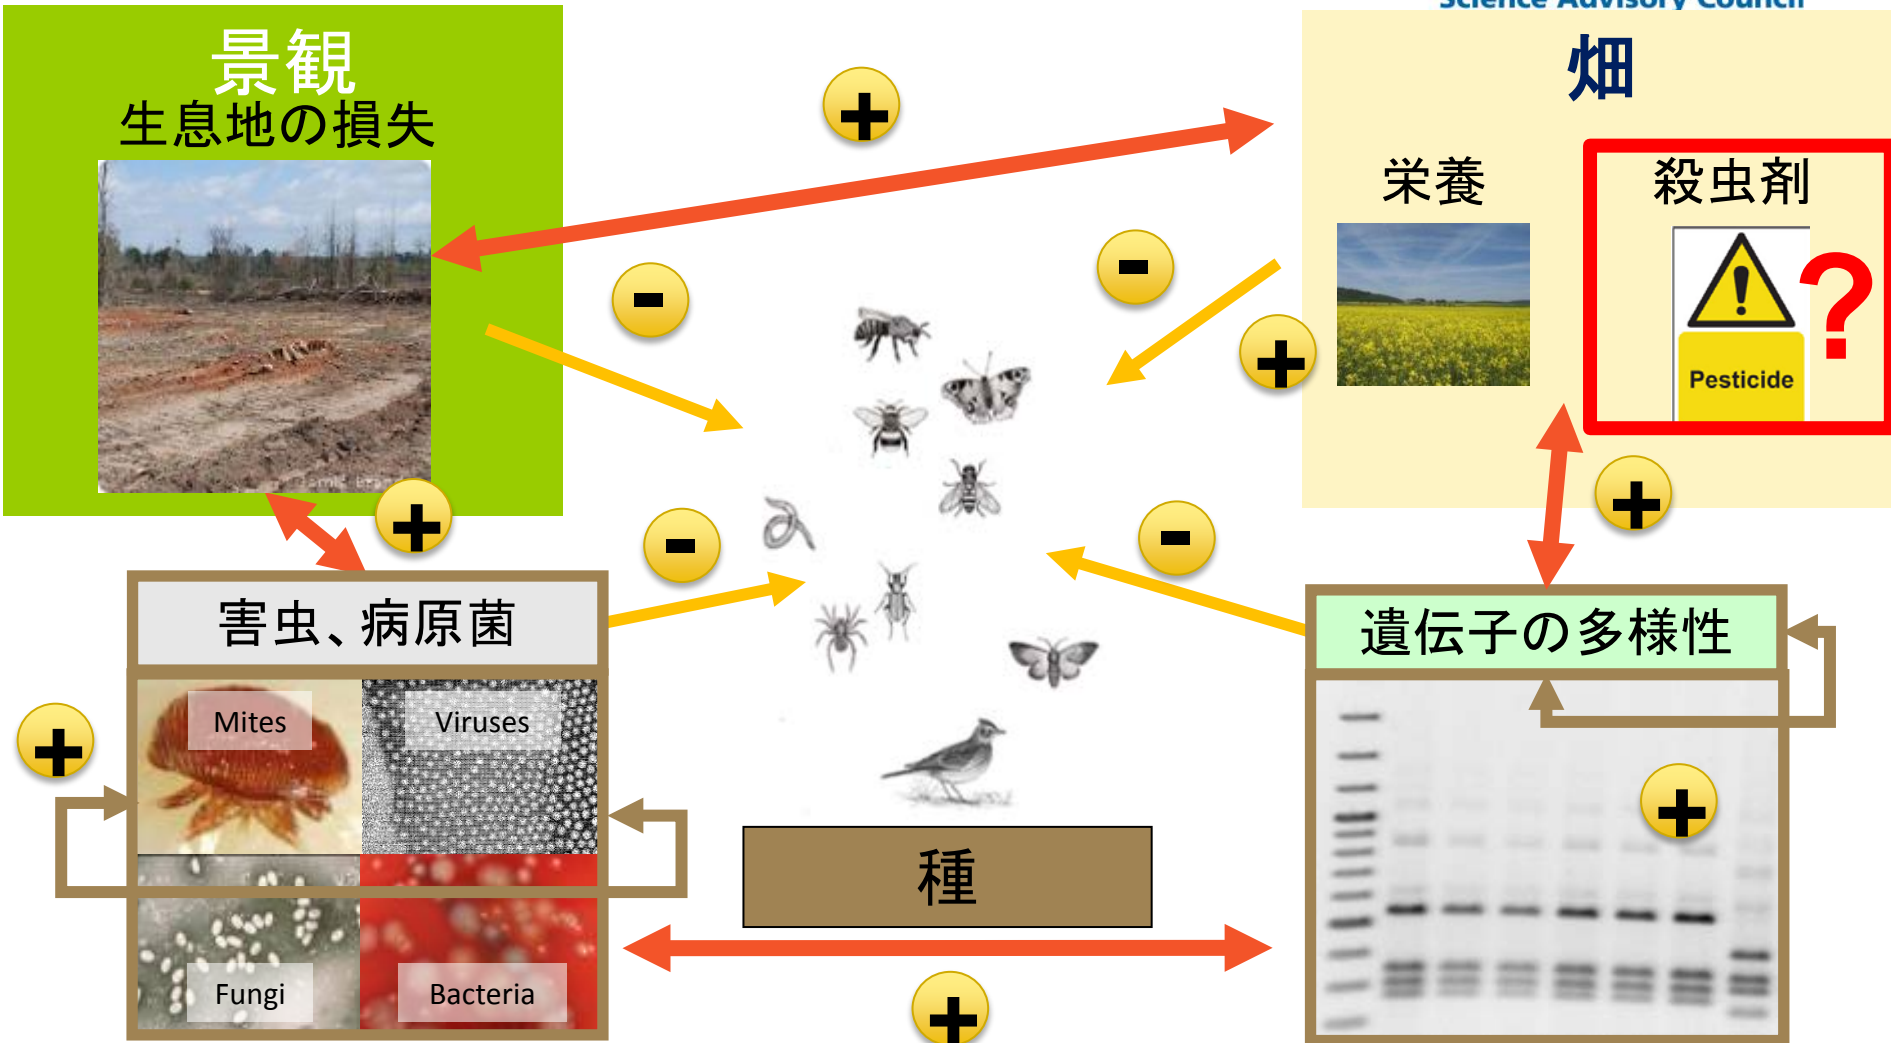 Science Advisory Council
景観
生息地の損失
畑
栄養
殺虫剤
?
Pesticide
害虫、病原菌
Mites
Viruses
Fungi
Bacteria
種
遺伝子の多様性
+
-
-
+
+
-
-
+
+
+
+